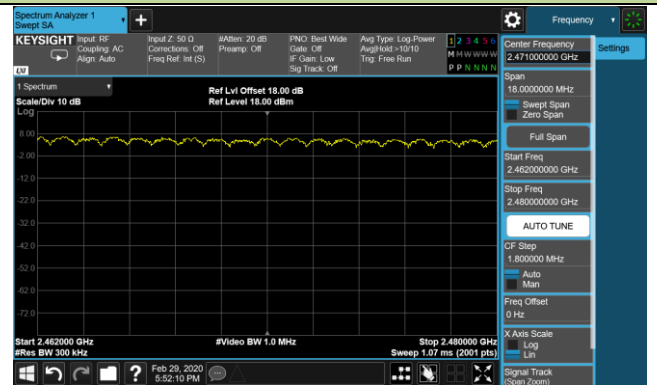 Spectrum Analyzer 1
Swept SA
Frequency
KEYSIGHT
Input: RF
Coupling: AC
Align: Auto
Input Z: 50 Ω
Corrections: Off
Freq Ref: Int (S)
#Atten: 20 dB
Preamp: Off
PNO: Best Wide
Gate: Off
IF Gain: Low
Sig Track: Off
Avg Type: Log-Power
Avg|Hold:>10/10
Trig: Free Run
1 2 3 4 5 6
M W W W W W
P P N N N N
LXI
Center Frequency
2.471000000 GHz
Settings
Span
18.0000000 MHz
Swept Span
Zero Span
Full Span
Start Freq
2.462000000 GHz
Stop Freq
2.480000000 GHz
AUTO TUNE
CF Step
1.800000 MHz
Auto
Man
Freq Offset
0 Hz
X Axis Scale
Log
Lin
Signal Track
(Span Zoom)
1 Spectrum
Scale/Div 10 dB
Ref Lvl Offset 18.00 dB
Ref Level 18.00 dBm
Log
8.00
-2.00
-12.0
-22.0
-32.0
-42.0
-52.0
-62.0
-72.0
Start 2.462000 GHz
#Video BW 1.0 MHz
Stop 2.480000 GHz
#Res BW 300 kHz
Sweep 1.07 ms (2001 pts)
Feb 29, 2020
5:52:10 PM